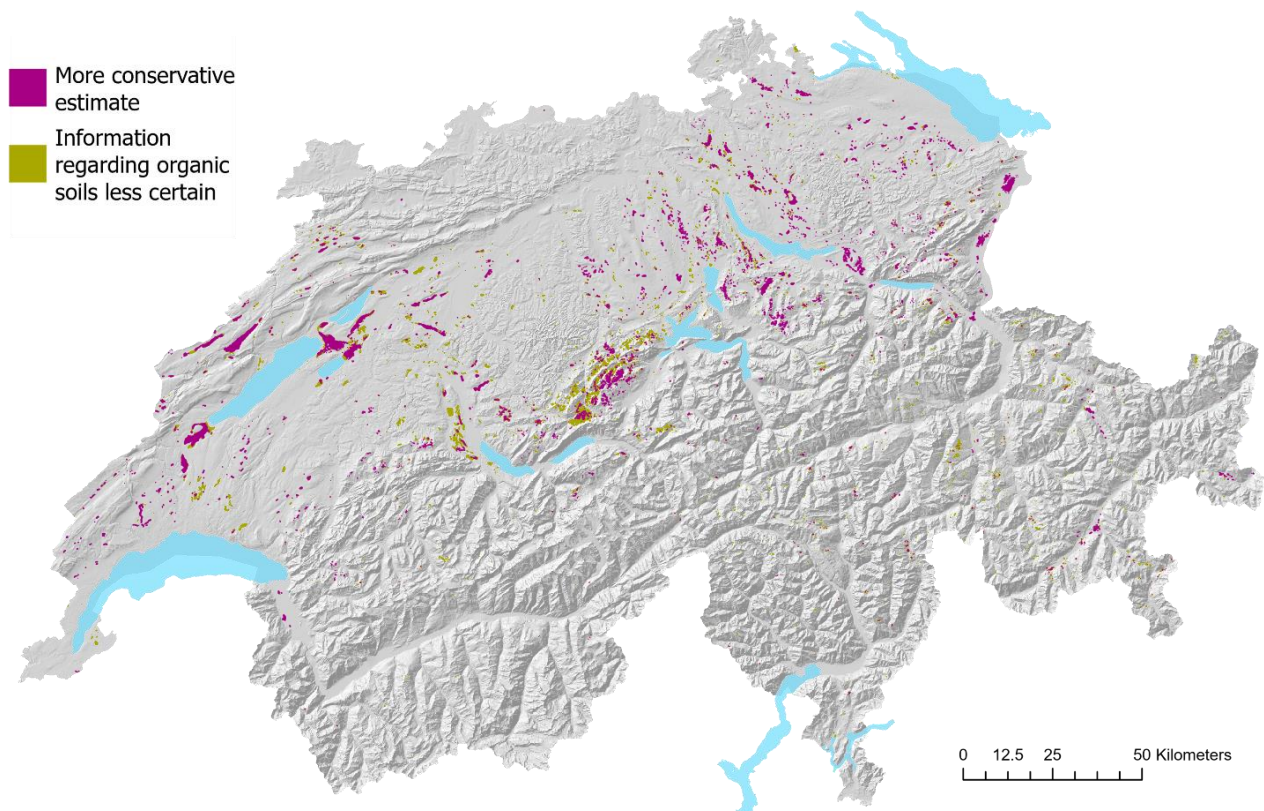 More conservative
estimate
Information
regarding organic
soils less certain
0 12.5 25 50 Kilometers